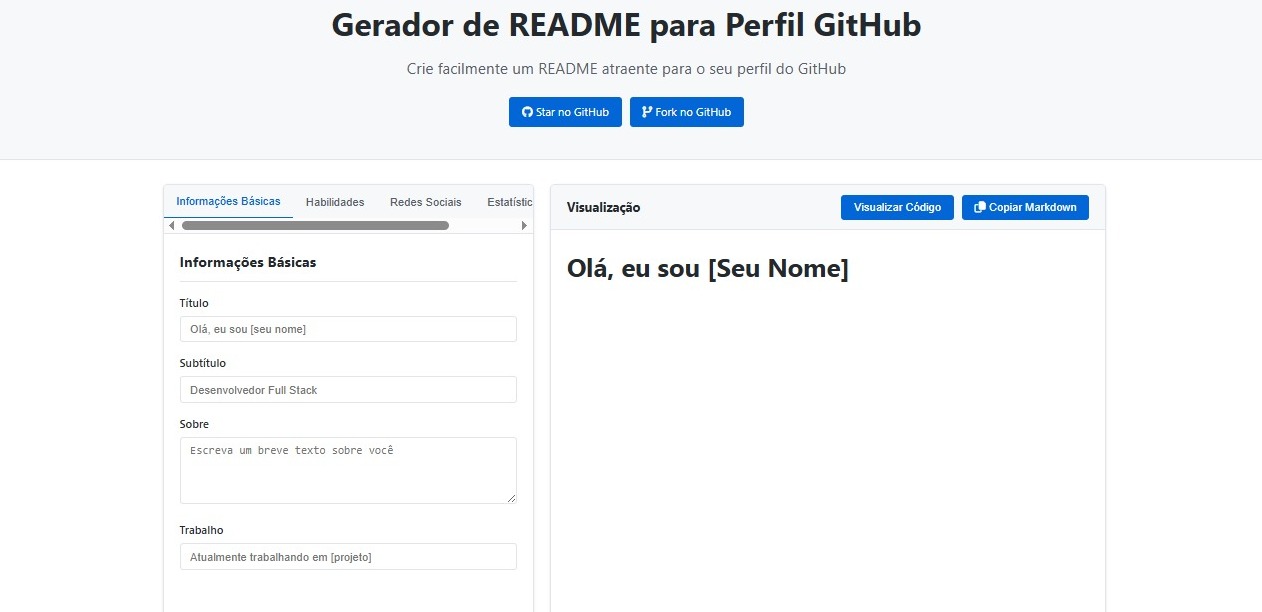 Gerador de README para Perfil GitHub
Crie facilmente um README atraente para o seu perfil do GitHub
Star no GitHub
Fork no GitHub
Informações Básicas
Habilidades
Redes Sociais
Estatístic
Informações Básicas
Título
Olá, eu sou [seu nome]
Subtítulo
Desenvolvedor Full Stack
Sobre
Escreva um breve texto sobre você
Trabalho
Atualmente trabalhando em [projeto]
Visualização
Visualizar Código
Copiar Markdown
Olá, eu sou [Seu Nome]